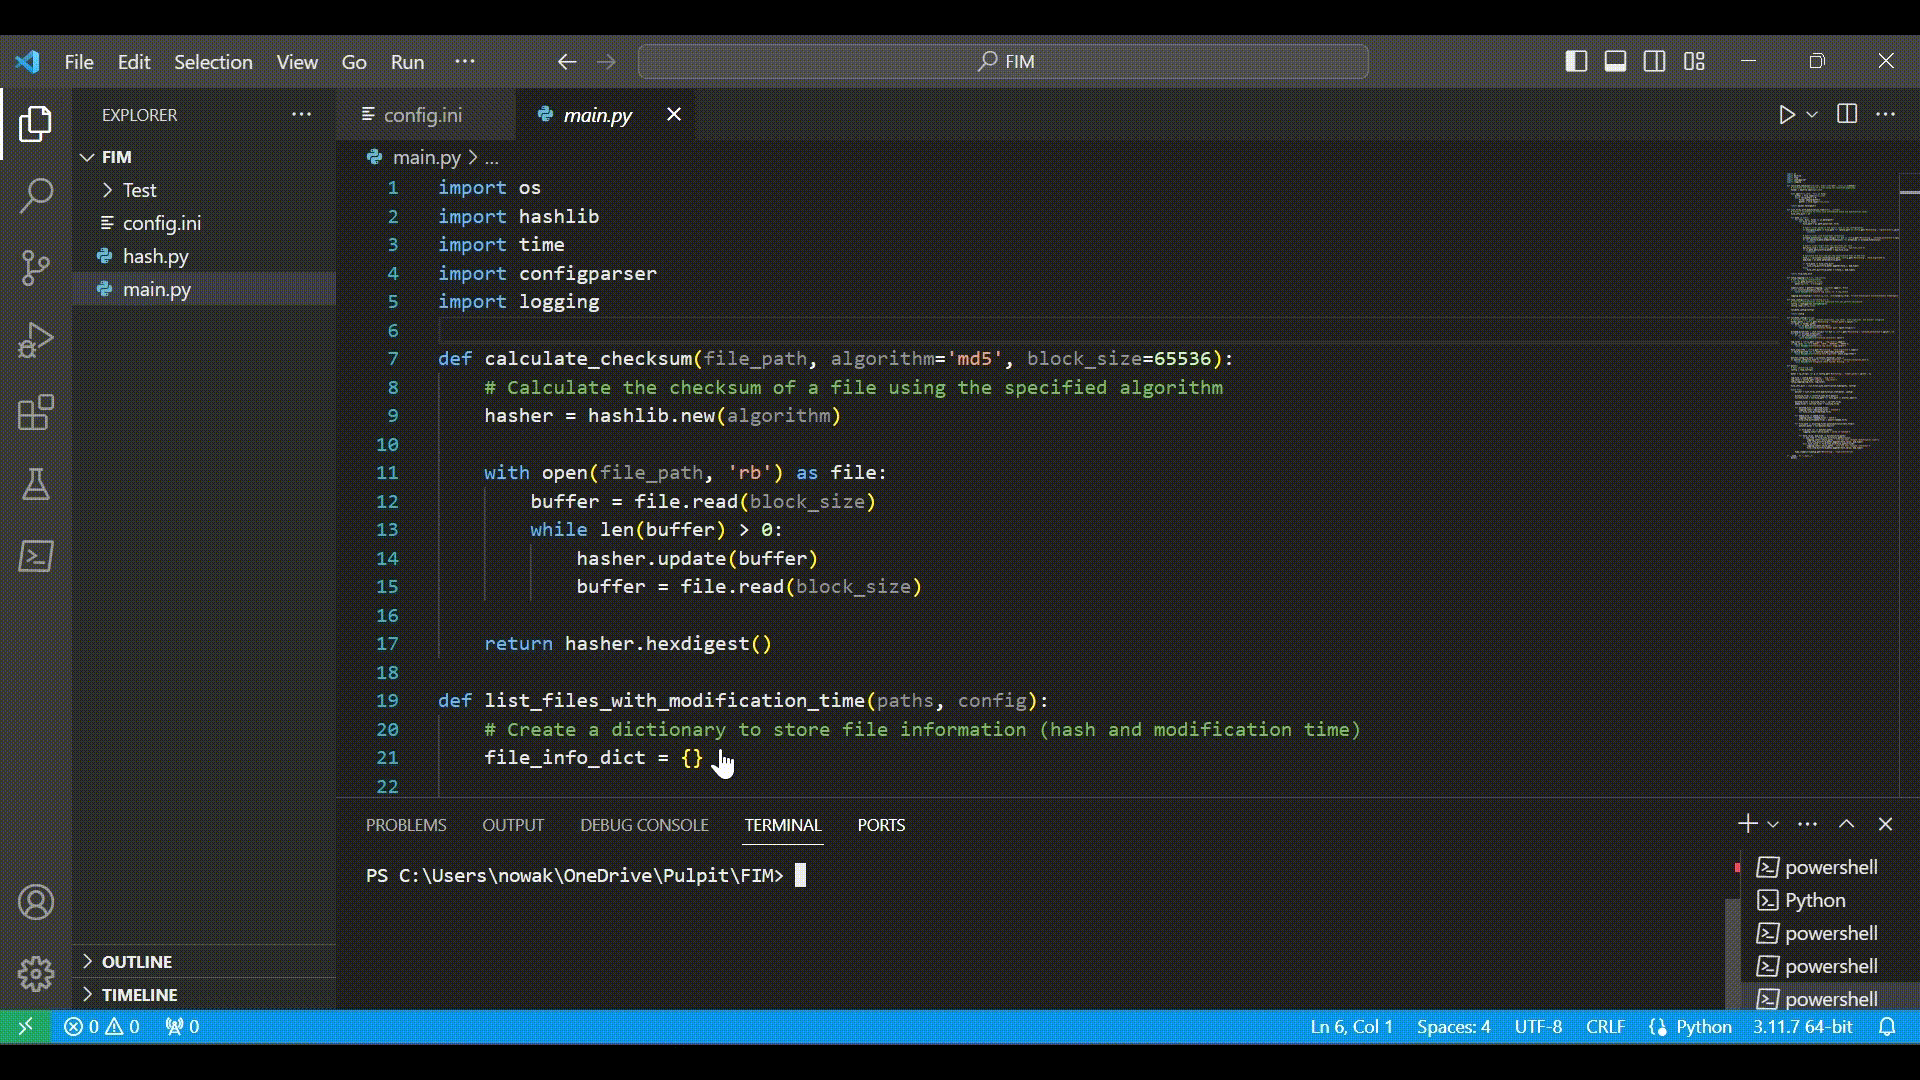 File Edit Selection View Go Run ···
FIM
EXPLORER ···
FIM
Test
config.ini
hash.py
main.py
OUTLINE
TIMELINE
config.ini
main.py
main.py > ...
1 import os
2 import hashlib
3 import time
4 import configparser
5 import logging
6
7 def calculate_checksum(file_path, algorithm='md5', block_size=65536):
8 # Calculate the checksum of a file using the specified algorithm
9 hasher = hashlib.new(algorithm)
10
11 with open(file_path, 'rb') as file:
12 buffer = file.read(block_size)
13 while len(buffer) > 0:
14 hasher.update(buffer)
15 buffer = file.read(block_size)
16
17 return hasher.hexdigest()
18
19 def list_files_with_modification_time(paths, config):
20 # Create a dictionary to store file information (hash and modification time)
21 file_info_dict = {}
22
PROBLEMS OUTPUT DEBUG CONSOLE TERMINAL PORTS
PS C:\Users\nowak\OneDrive\Pulpit\FIM>
powershell
Python
powershell
powershell
powershell
0 0 0 Ln 6, Col 1 Spaces: 4 UTF-8 CRLF Python 3.11.7 64-bit